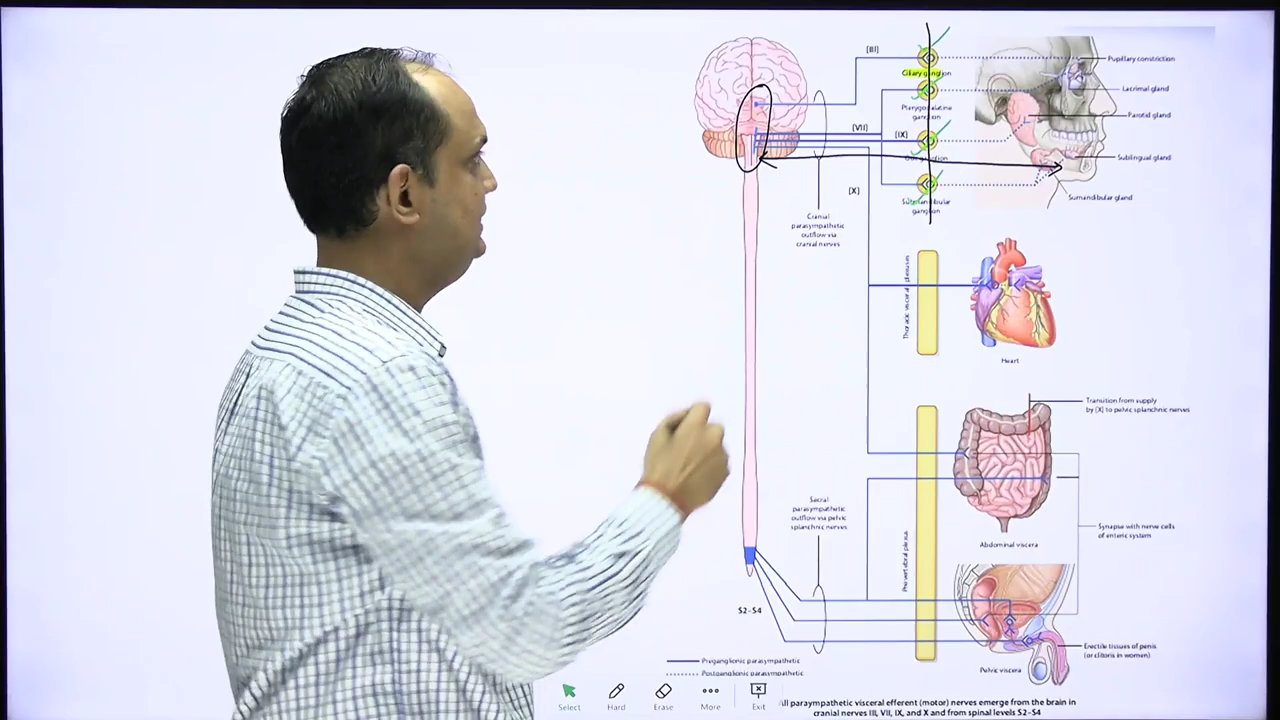 [III]
Ciliary ganglion
Pterygopalatine
ganglion
[VII]
[IX]
Otic ganglion
[X]
Submandibular
ganglion
Pupillary constriction
Lacrimal gland
Parotid gland
Sublingual gland
Sumandibular gland
Cranial
parasympathetic
outflow via
cranial nerves
Thoracic visceral plexuses
Heart
Transition from supply
by [X] to pelvic splanchnic nerves
Sacral
parasympathetic
outflow via pelvic
splanchnic nerves
Prevertebral plexus
Synapse with nerve cells
of enteric system
Abdominal viscera
S2–S4
Erectile tissues of penis
(or clitoris in women)
Pelvic viscera
Preganglionic parasympathetic
Postganglionic parasympathetic
Select
Hard
Erase
More
Exit
All parasympathetic visceral efferent (motor) nerves emerge from the brain in
cranial nerves III, VII, IX, and X and from spinal levels S2–S4